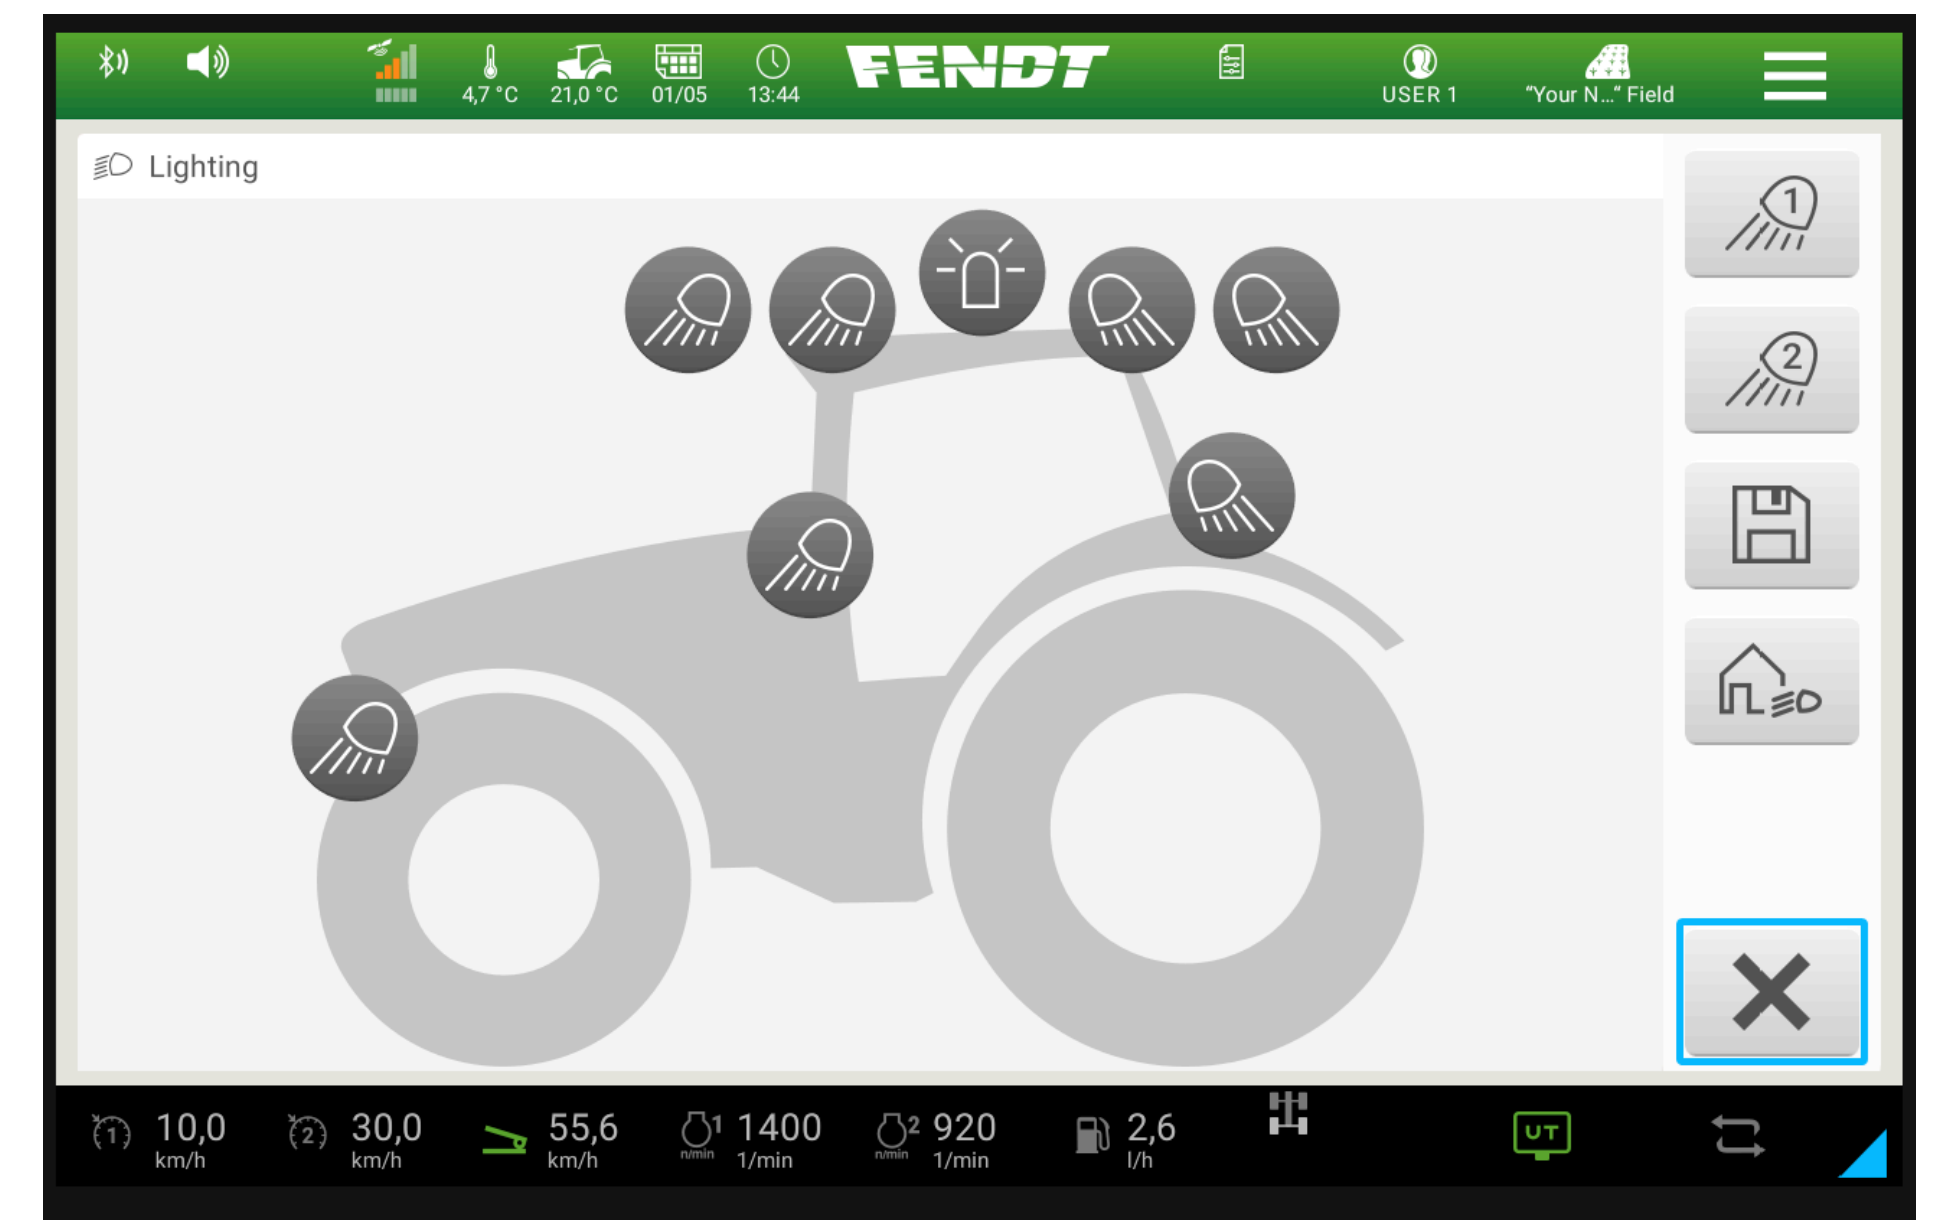 FENDT
4,7 °C
21,0 °C
01/05
13:44
USER 1
“Your N...“ Field
Lighting
1
2
1
10,0
km/h
2
30,0
km/h
55,6
km/h
1
n/min
1400
1/min
2
n/min
920
1/min
2,6
l/h
UT